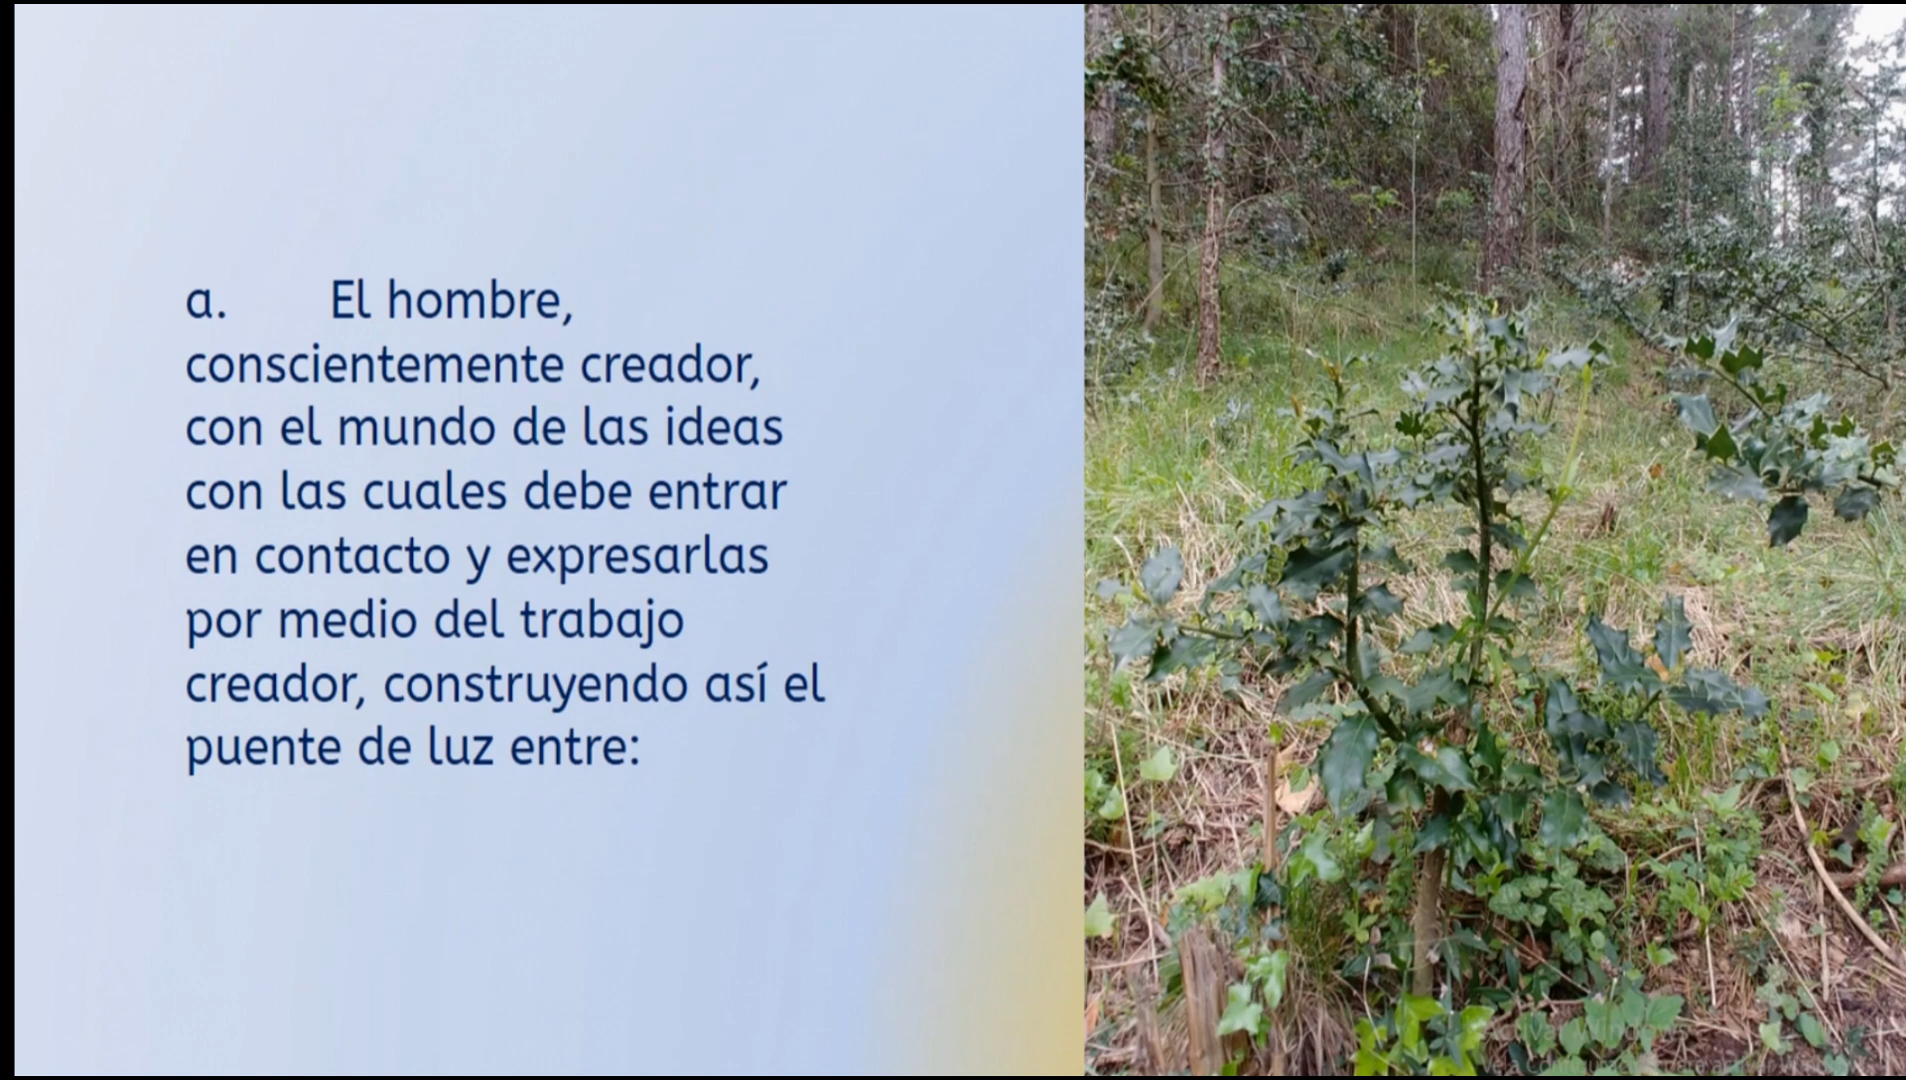 a. El hombre,
conscientemente creador,
con el mundo de las ideas
con las cuales debe entrar
en contacto y expresarlas
por medio del trabajo
creador, construyendo así el
puente de luz entre: